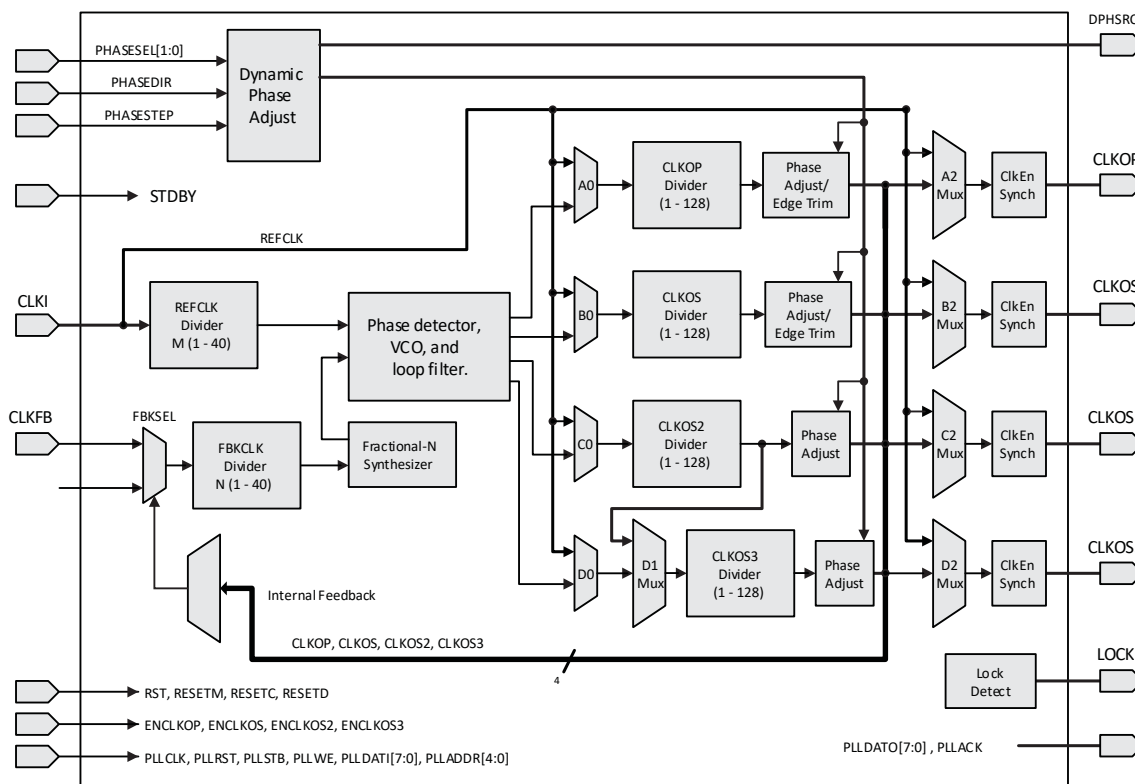 DPHSRC
PHASESEL[1:0]
PHASEDIR
PHASESTEP
Dynamic
Phase
Adjust
STDBY
REFCLK
CLKI
REFCLK
Divider
M (1 - 40)
Phase detector,
VCO, and
loop filter.
CLKFB
FBKSEL
FBKCLK
Divider
N (1 - 40)
Fractional-N
Synthesizer
A0
CLKOP
Divider
(1 - 128)
Phase
Adjust/
Edge Trim
A2
Mux
ClkEn
Synch
CLKOP
B0
CLKOS
Divider
(1 - 128)
Phase
Adjust/
Edge Trim
B2
Mux
ClkEn
Synch
CLKOS
C0
CLKOS2
Divider
(1 - 128)
Phase
Adjust
C2
Mux
ClkEn
Synch
CLKOS
D0
D1
Mux
CLKOS3
Divider
(1 - 128)
Phase
Adjust
D2
Mux
ClkEn
Synch
CLKOS
Internal Feedback
CLKOP, CLKOS, CLKOS2, CLKOS3
4
Lock
Detect
LOCK
RST, RESETM, RESETC, RESETD
ENCLKOP, ENCLKOS, ENCLKOS2, ENCLKOS3
PLLCLK, PLLRST, PLLSTB, PLLWE, PLLDATI[7:0], PLLADDR[4:0]
PLLDATO[7:0] , PLLACK